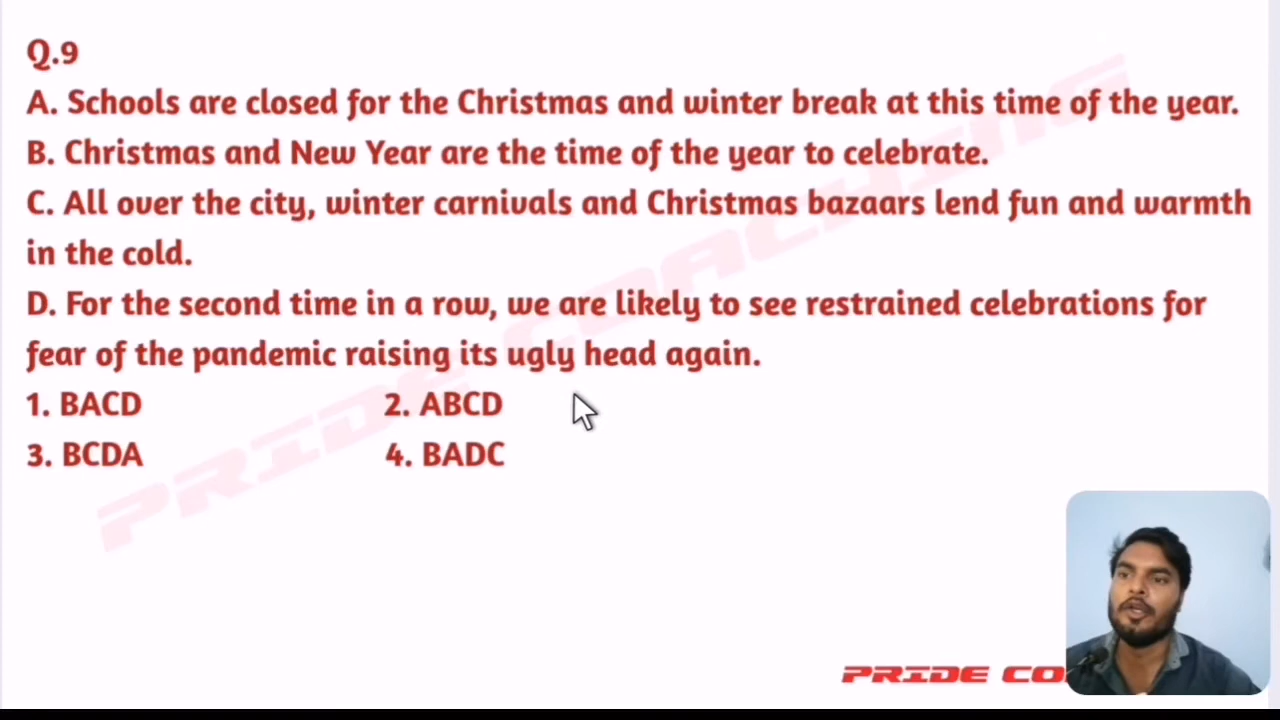 Q.9
A. Schools are closed for the Christmas and winter break at this time of the year.
B. Christmas and New Year are the time of the year to celebrate.
C. All over the city, winter carnivals and Christmas bazaars lend fun and warmth
in the cold.
D. For the second time in a row, we are likely to see restrained celebrations for
fear of the pandemic raising its ugly head again.
1. BACD 2. ABCD
3. BCDA 4. BADC
PRIDE COACHING
PRIDE CO